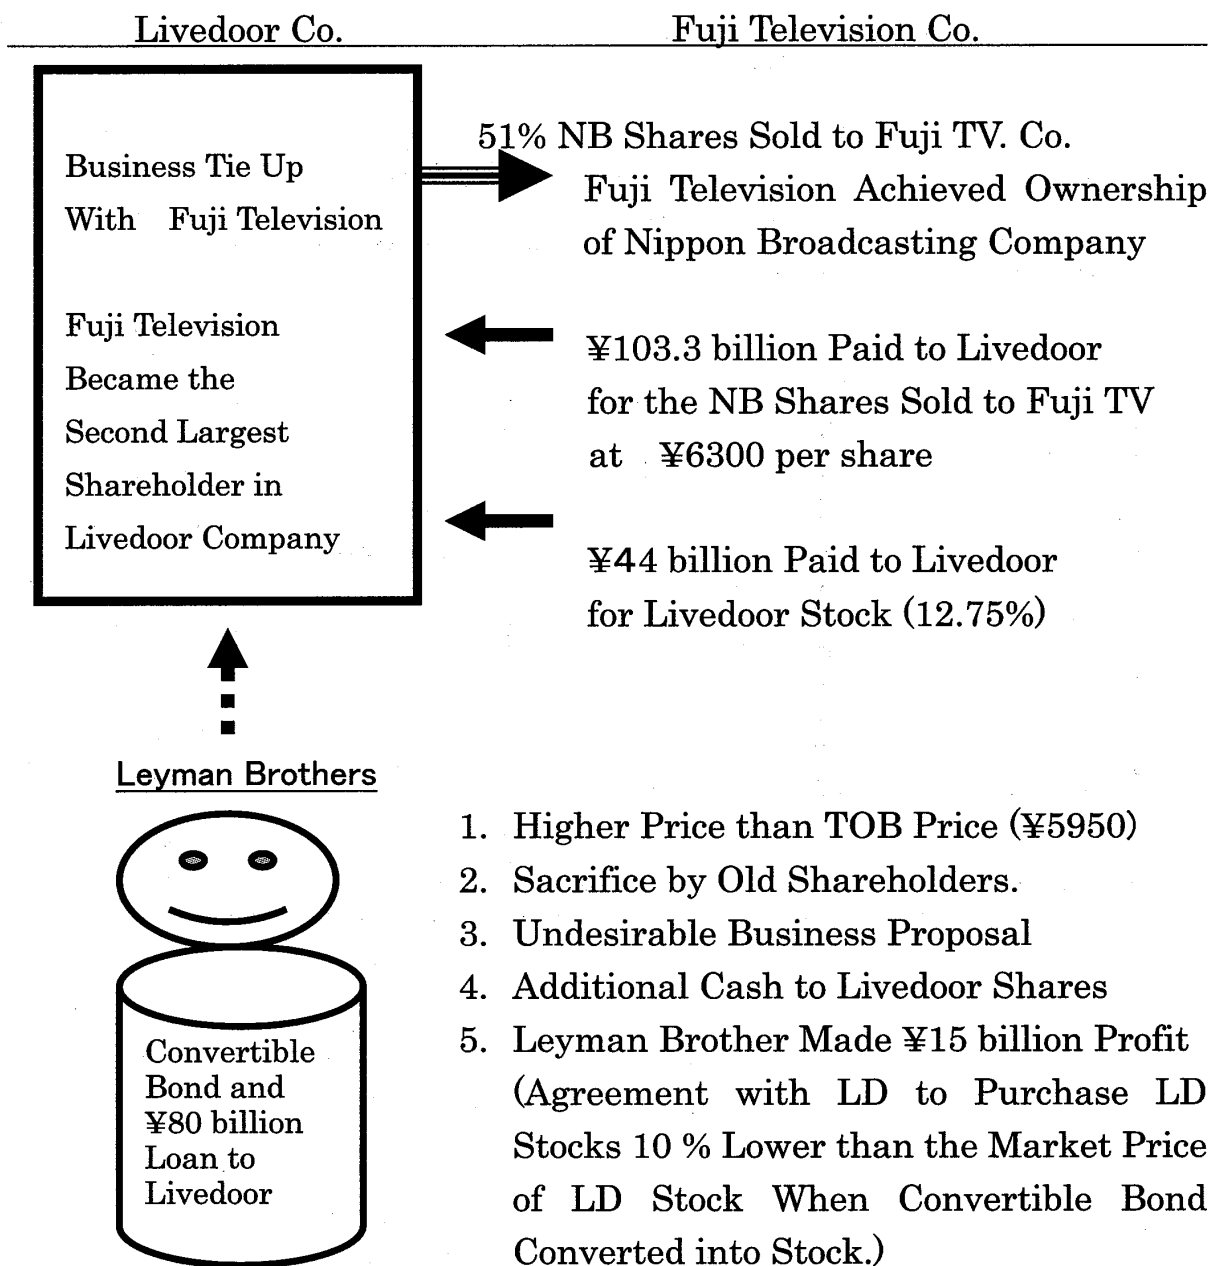 Livedoor Co. Fuji Television Co.
Business Tie Up
With Fuji Television
Fuji Television
Became the
Second Largest
Shareholder in
Livedoor Company
51% NB Shares Sold to Fuji TV. Co.
Fuji Television Achieved Ownership
of Nippon Broadcasting Company
¥103.3 billion Paid to Livedoor
for the NB Shares Sold to Fuji TV
at ¥6300 per share
¥44 billion Paid to Livedoor
for Livedoor Stock (12.75%)
Leyman Brothers
Convertible
Bond and
¥80 billion
Loan to
Livedoor
1. Higher Price than TOB Price (¥5950)
2. Sacrifice by Old Shareholders.
3. Undesirable Business Proposal
4. Additional Cash to Livedoor Shares
5. Leyman Brother Made ¥15 billion Profit
(Agreement with LD to Purchase LD
Stocks 10 % Lower than the Market Price
of LD Stock When Convertible Bond
Converted into Stock.)